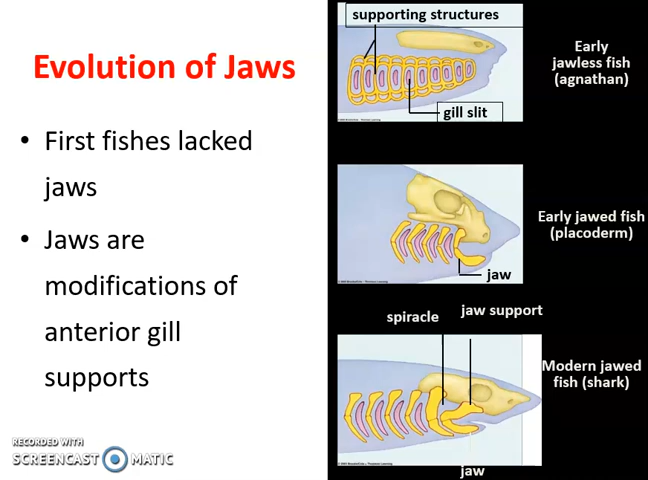 Evolution of Jaws
• First fishes lacked
jaws
• Jaws are
modifications of
anterior gill
supports
RECORDED WITH
SCREENCAST MATIC
supporting structures
gill slit
Early
jawless fish
(agnathan)
jaw
Early jawed fish
(placoderm)
spiracle
jaw support
Modern jawed
fish (shark)
jaw